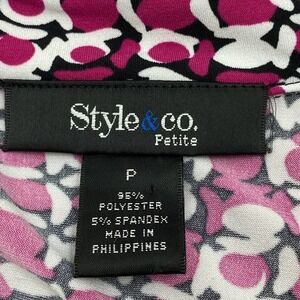 Style&co.
Petite
P
95%
POLYESTER
5% SPANDEX
MADE IN
PHILIPPINES